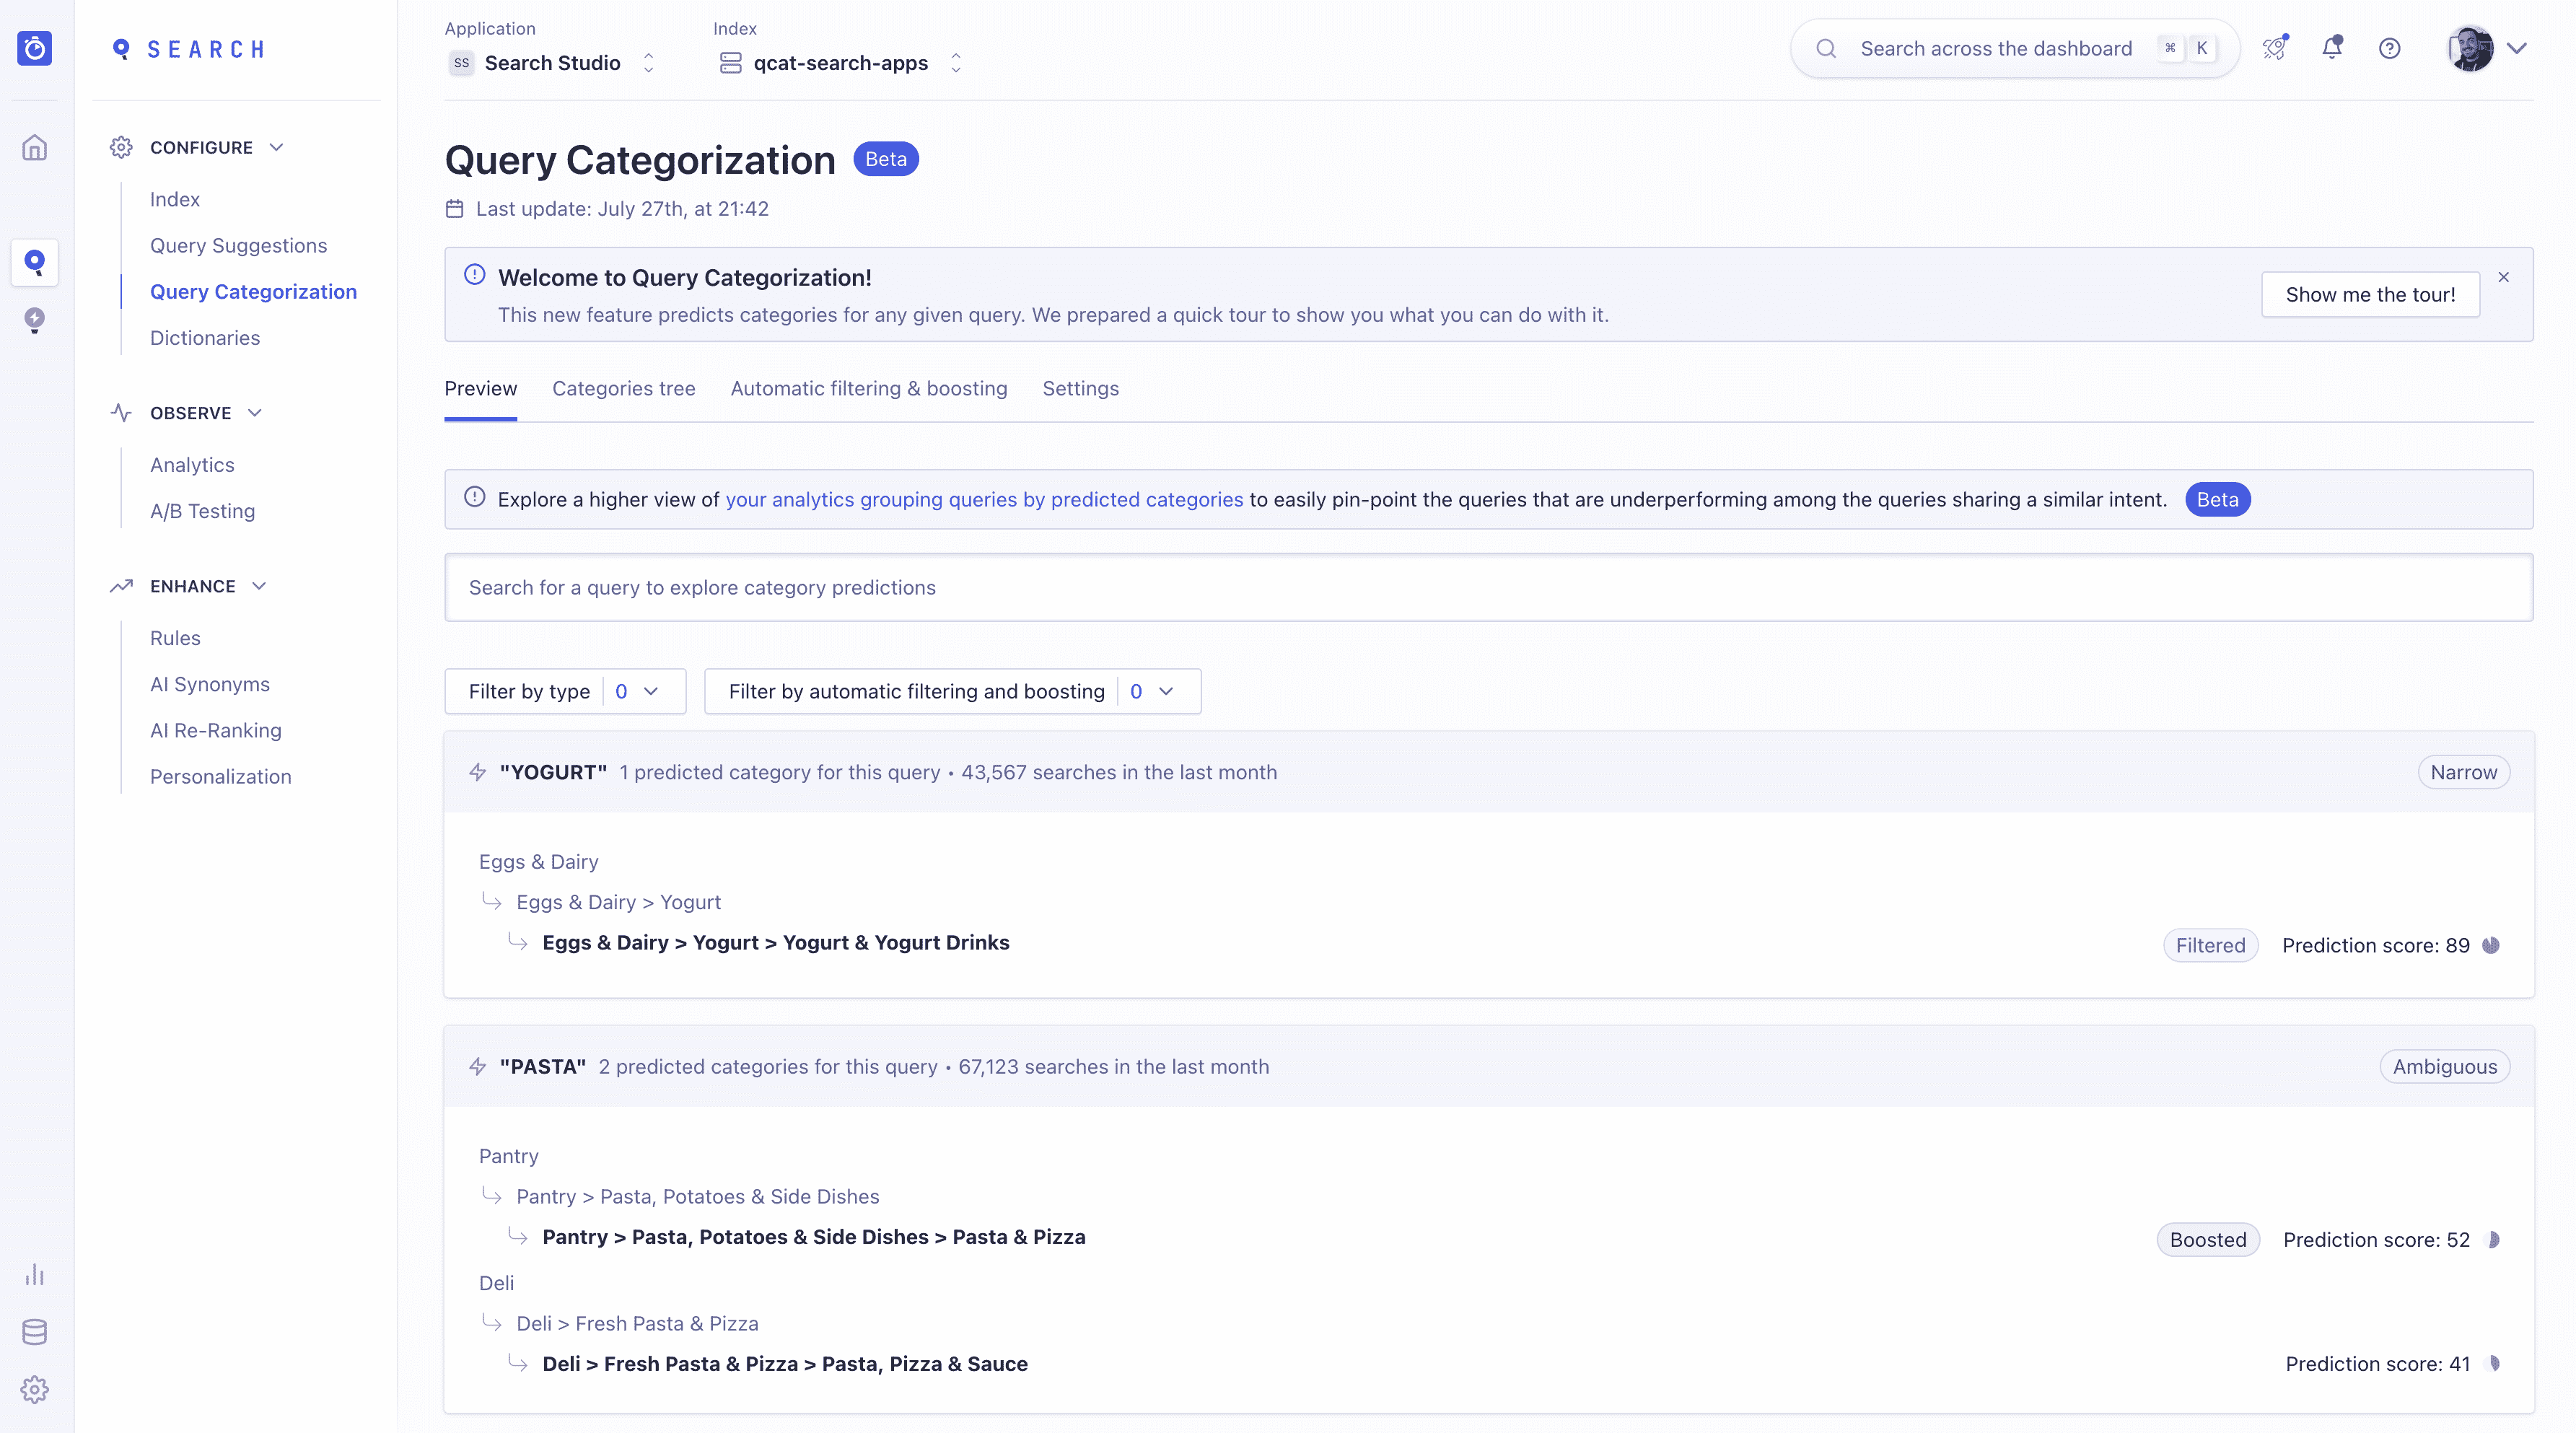 SEARCH
CONFIGURE
Index
Query Suggestions
Query Categorization
Dictionaries
OBSERVE
Analytics
A/B Testing
ENHANCE
Rules
AI Synonyms
AI Re-Ranking
Personalization
Application
SS Search Studio
Index
qcat-search-apps
Search across the dashboard ⌘ K
Query Categorization Beta
Last update: July 27th, at 21:42
Welcome to Query Categorization!
This new feature predicts categories for any given query. We prepared a quick tour to show you what you can do with it.
Show me the tour!
Preview Categories tree Automatic filtering & boosting Settings
Explore a higher view of your analytics grouping queries by predicted categories to easily pin-point the queries that are underperforming among the queries sharing a similar intent. Beta
Search for a query to explore category predictions
Filter by type 0 Filter by automatic filtering and boosting 0
"YOGURT" 1 predicted category for this query • 43,567 searches in the last month Narrow
Eggs & Dairy
Eggs & Dairy > Yogurt
Eggs & Dairy > Yogurt > Yogurt & Yogurt Drinks Filtered Prediction score: 89
"PASTA" 2 predicted categories for this query • 67,123 searches in the last month Ambiguous
Pantry
Pantry > Pasta, Potatoes & Side Dishes
Pantry > Pasta, Potatoes & Side Dishes > Pasta & Pizza Boosted Prediction score: 52
Deli
Deli > Fresh Pasta & Pizza
Deli > Fresh Pasta & Pizza > Pasta, Pizza & Sauce Prediction score: 41